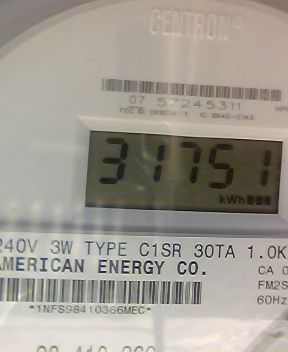 CENTRON®
07 57245311
31751
kWh
240V 3W TYPE C1SR 30TA 1.0K
AMERICAN ENERGY CO.
CA 0
FM2S
60Hz
*1NFS98410366MEC*